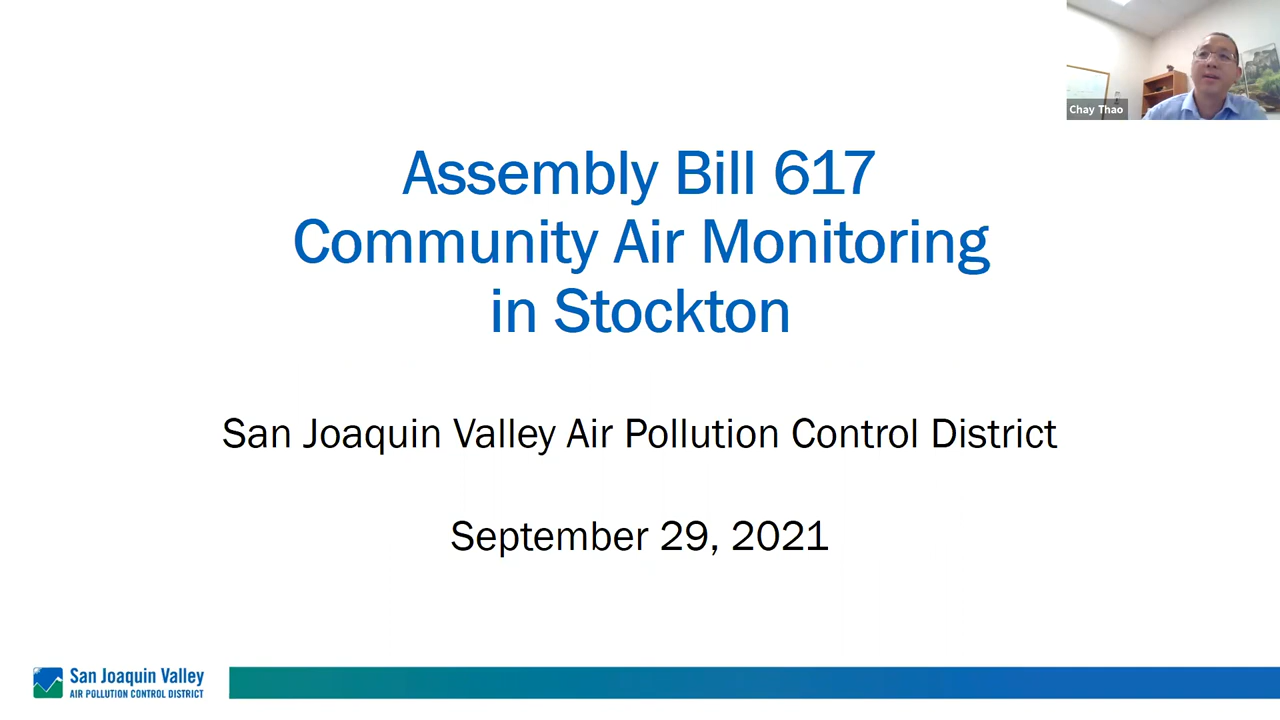 Chay Thao
Assembly Bill 617
Community Air Monitoring
in Stockton
San Joaquin Valley Air Pollution Control District
September 29, 2021
San Joaquin Valley
AIR POLLUTION CONTROL DISTRICT